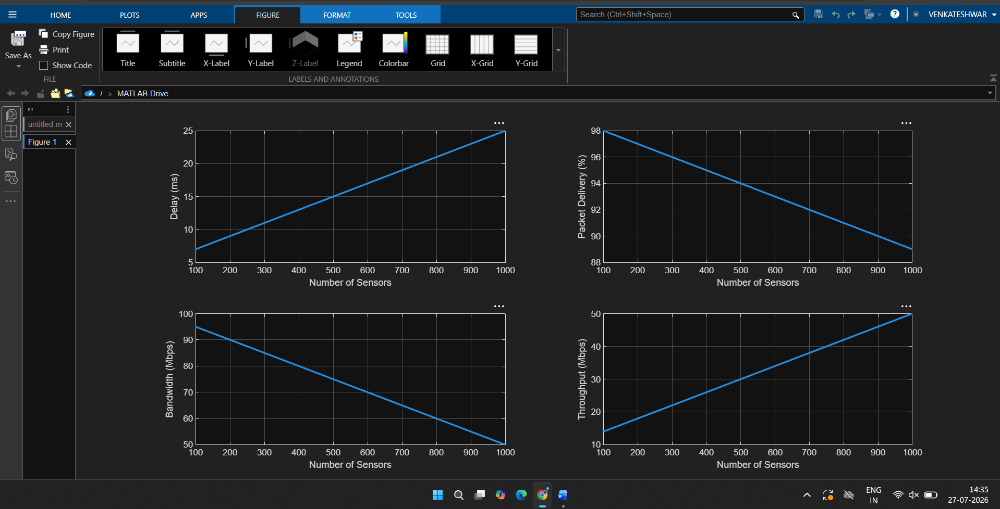 HOME PLOTS APPS FIGURE FORMAT TOOLS Search (Ctrl+Shift+Space) VENKATESHWAR
Save As
Copy Figure
Print
Show Code
FILE
Title Subtitle X-Label Y-Label Z-Label Legend Colorbar Grid X-Grid Y-Grid
LABELS AND ANNOTATIONS
/ > MATLAB Drive
untitled.m
Figure 1
25
20
15
10
5
Delay (ms)
100 200 300 400 500 600 700 800 900 1000
Number of Sensors
98
96
94
92
90
88
Packet Delivery (%)
100 200 300 400 500 600 700 800 900 1000
Number of Sensors
100
90
80
70
60
50
Bandwidth (Mbps)
100 200 300 400 500 600 700 800 900 1000
Number of Sensors
50
40
30
20
10
Throughput (Mbps)
100 200 300 400 500 600 700 800 900 1000
Number of Sensors
ENG
IN
14:35
27-07-2026